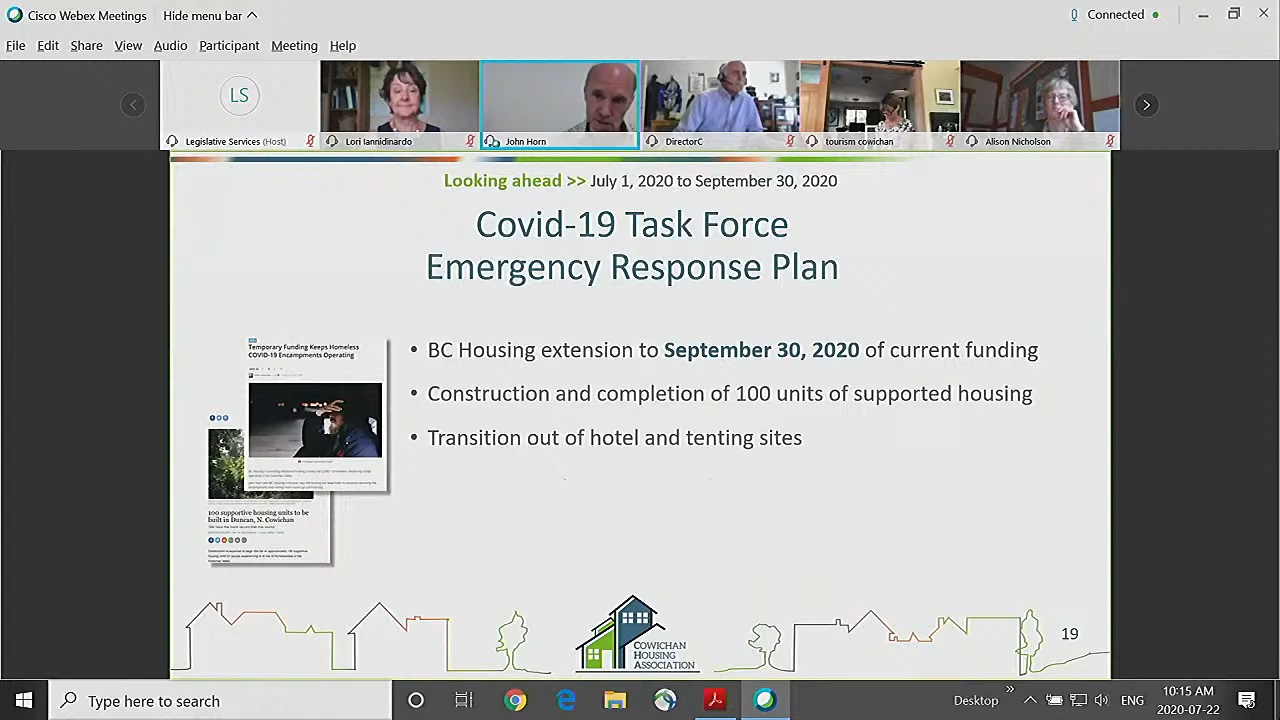 Cisco Webex Meetings
Hide menu bar
Connected
File Edit Share View Audio Participant Meeting Help
LS
Legislative Services (Host)
Lori Iannidinardo
John Horn
DirectorC
tourism cowichan
Alison Nicholson
Looking ahead >> July 1, 2020 to September 30, 2020
Covid-19 Task Force
Emergency Response Plan
Temporary Funding Keeps Homeless
COVID-19 Encampments Operating
• BC Housing extension to September 30, 2020 of current funding
• Construction and completion of 100 units of supported housing
• Transition out of hotel and tenting sites
100 supportive housing units to be
built in Duncan, N. Cowichan
COWICHAN
HOUSING
ASSOCIATION
19
Type here to search
Desktop
ENG
10:15 AM
2020-07-22